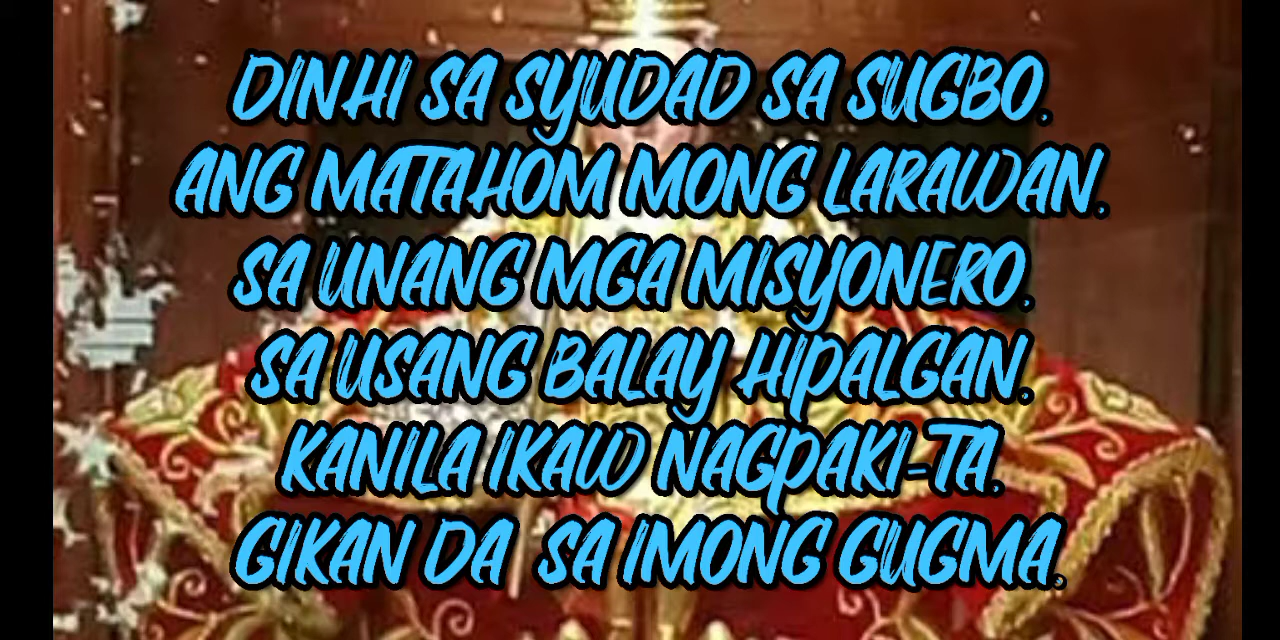 DINHI SA SYUDAD SA SUGBO.
ANG MATAHOM MONG LARAWAN.
SA UNANG MGA MISYONERO.
SA USANG BALAY HIPALGAN.
KANILA IKAW NAGPAKI-TA.
GIKAN DA SA IMONG GUGMA.